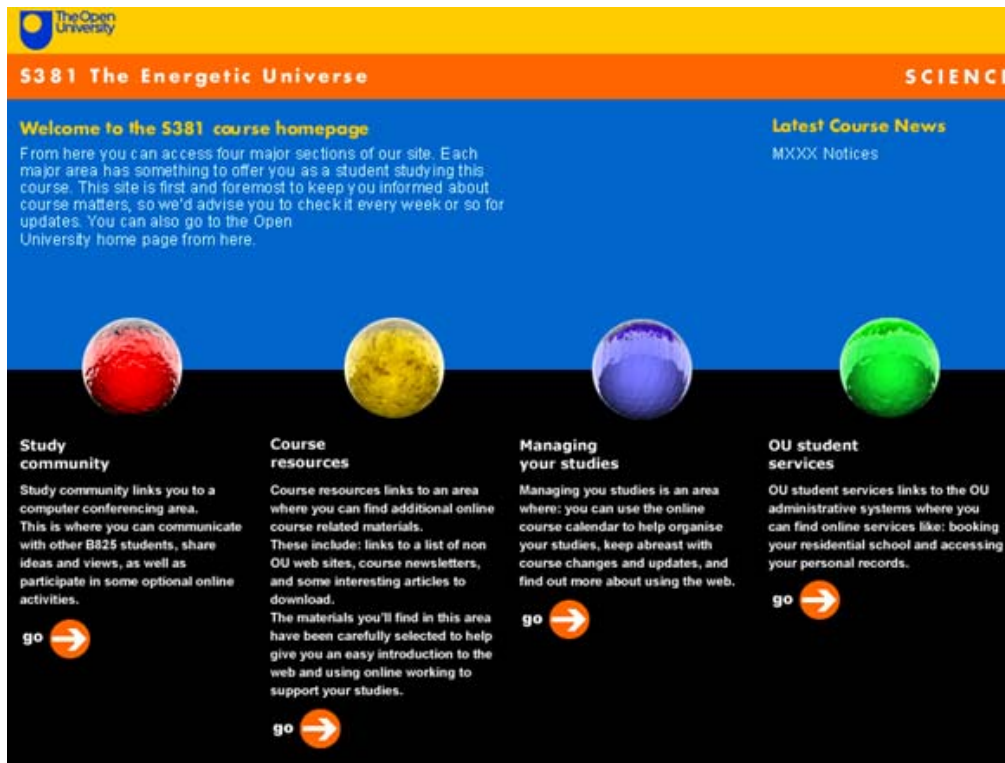 The Open
University
S381 The Energetic Universe
SCIENC
Welcome to the S381 course homepage
From here you can access four major sections of our site. Each
major area has something to offer you as a student studying this
course. This site is first and foremost to keep you informed about
course matters, so we'd advise you to check it every week or so for
updates. You can also go to the Open
University home page from here.
Latest Course News
MXXX Notices
Study
community
Study community links you to a
computer conferencing area.
This is where you can communicate
with other B825 students, share
ideas and views, as well as
participate in some optional online
activities.
go
Course
resources
Course resources links to an area
where you can find additional online
course related materials.
These include: links to a list of non
OU web sites, course newsletters,
and some interesting articles to
download.
The materials you'll find in this area
have been carefully selected to help
give you an easy introduction to the
web and using online working to
support your studies.
go
Managing
your studies
Managing you studies is an area
where: you can use the online
course calendar to help organise
your studies, keep abreast with
course changes and updates, and
find out more about using the web.
go
OU student
services
OU student services links to the OU
administrative systems where you
can find online services like: booking
your residential school and accessing
your personal records.
go